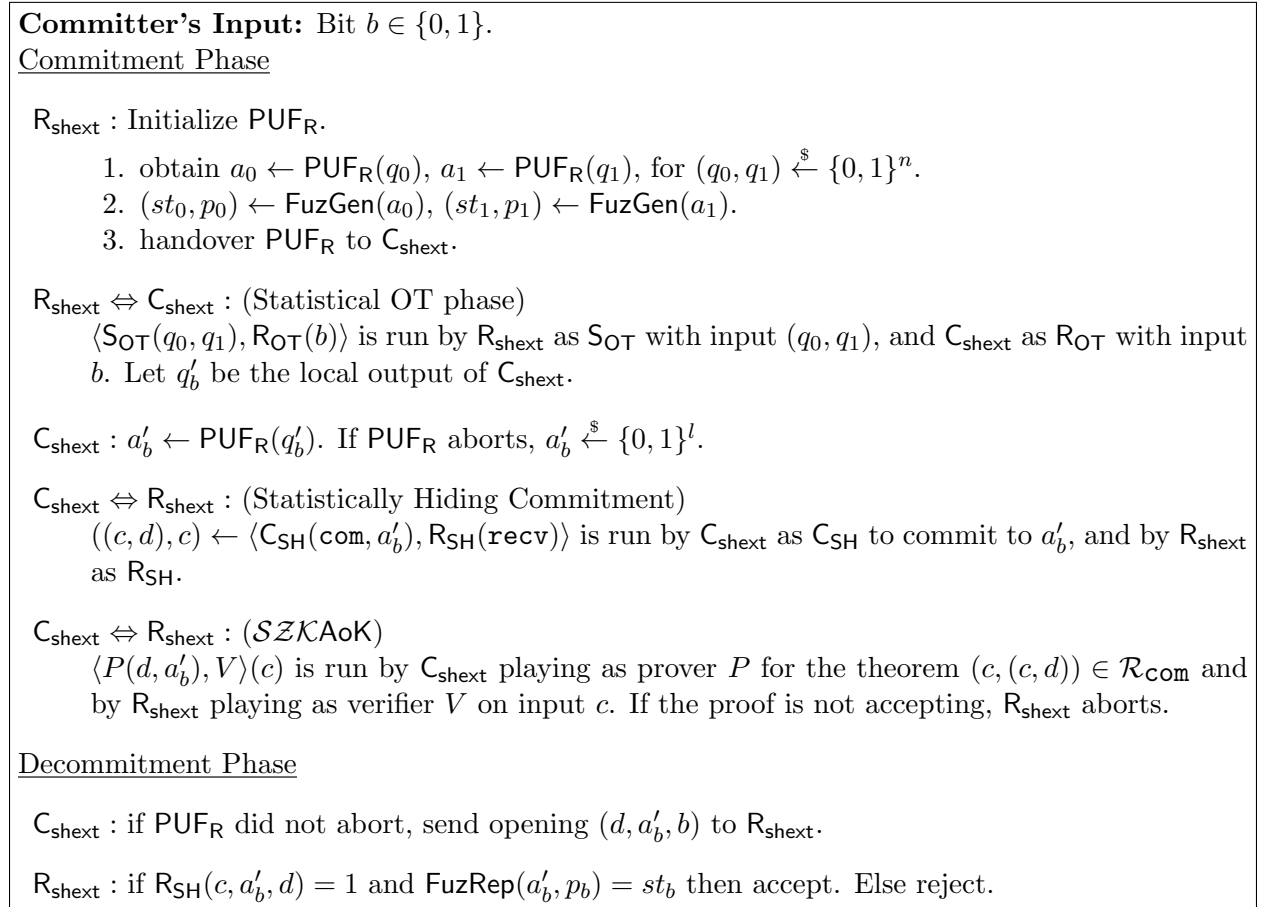 Committer's Input: Bit b ∈ {0, 1}.
Commitment Phase
R_shext : Initialize PUF_R.
1. obtain a_0 ← PUF_R(q_0), a_1 ← PUF_R(q_1), for (q_0, q_1) ←^$ {0, 1}^n.
2. (st_0, p_0) ← FuzGen(a_0), (st_1, p_1) ← FuzGen(a_1).
3. handover PUF_R to C_shext.
R_shext ⇔ C_shext : (Statistical OT phase)
⟨S_OT(q_0, q_1), R_OT(b)⟩ is run by R_shext as S_OT with input (q_0, q_1), and C_shext as R_OT with input
b. Let q′_b be the local output of C_shext.
C_shext : a′_b ← PUF_R(q′_b). If PUF_R aborts, a′_b ←^$ {0, 1}^l.
C_shext ⇔ R_shext : (Statistically Hiding Commitment)
((c, d), c) ← ⟨C_SH(com, a′_b), R_SH(recv)⟩ is run by C_shext as C_SH to commit to a′_b, and by R_shext
as R_SH.
C_shext ⇔ R_shext : (𝒮𝒵𝒦AoK)
⟨P(d, a′_b), V⟩(c) is run by C_shext playing as prover P for the theorem (c, (c, d)) ∈ ℛ_com and
by R_shext playing as verifier V on input c. If the proof is not accepting, R_shext aborts.
Decommitment Phase
C_shext : if PUF_R did not abort, send opening (d, a′_b, b) to R_shext.
R_shext : if R_SH(c, a′_b, d) = 1 and FuzRep(a′_b, p_b) = st_b then accept. Else reject.